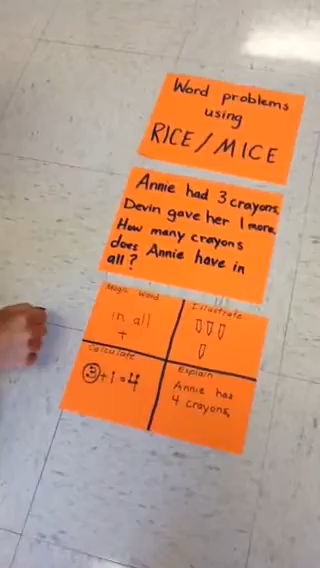 Word problems
using
RICE / MICE
Annie had 3 crayons.
Devin gave her 1 more.
How many crayons
does Annie have in
all?
Magic Word
in all
+
Illustrate
Calculate
3+1=4
Explain
Annie has
4 crayons.